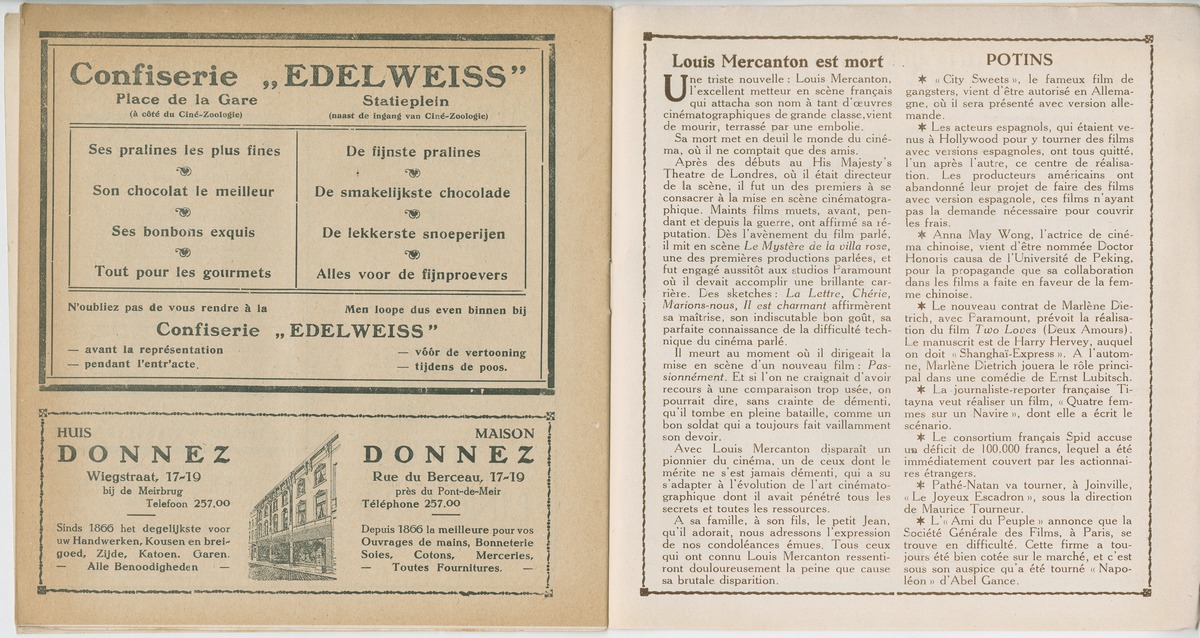 Confiserie „EDELWEISS”
Place de la Gare
(à côté du Ciné-Zoologie)
Statieplein
(naast de ingang van Ciné-Zoologie)
Ses pralines les plus fines
Son chocolat le meilleur
Ses bonbons exquis
Tout pour les gourmets
De fijnste pralines
De smakelijkste chocolade
De lekkerste snoeperijen
Alles voor de fijnproevers
N'oubliez pas de vous rendre à la
Men loope dus even binnen bij
Confiserie „EDELWEISS”
— avant la représentation
— pendant l'entr'acte.
— vóór de vertooning
— tijdens de poos.
HUIS
DONNEZ
Wiegstraat, 17-19
bij de Meirbrug
Telefoon 257.00
Sinds 1866 het degelijkste voor
uw Handwerken, Kousen en brei-
goed, Zijde, Katoen. Garen.
— Alle Benoodigheden —
MAISON
DONNEZ
Rue du Berceau, 17-19
près du Pont-de-Meir
Téléphone 257.00
Depuis 1866 la meilleure pour vos
Ouvrages de mains, Bonneterie
Soies, Cotons, Merceries,
— Toutes Fournitures. —
Louis Mercanton est mort
Une triste nouvelle : Louis Mercanton,
l'excellent metteur en scène français
qui attacha son nom à tant d'œuvres
cinématographiques de grande classe,vient
de mourir, terrassé par une embolie.
Sa mort met en deuil le monde du ciné-
ma, où il ne comptait que des amis.
Après des débuts au His Majesty's
Theatre de Londres, où il était directeur
de la scène, il fut un des premiers à se
consacrer à la mise en scène cinématogra-
phique. Maints films muets, avant, pen-
dant et depuis la guerre, ont affirmé sa ré-
putation. Dès l'avènement du film parlé,
il mit en scène Le Mystère de la villa rose,
une des premières productions parlées, et
fut engagé aussitôt aux studios Paramount
où il devait accomplir une brillante car-
rière. Des sketches : La Lettre, Chérie,
Marions-nous, Il est charmant affirmèrent
sa maîtrise, son indiscutable bon goût, sa
parfaite connaissance de la difficulté tech-
nique du cinéma parlé.
Il meurt au moment où il dirigeait la
mise en scène d'un nouveau film : Pas-
sionnément. Et si l'on ne craignait d'avoir
recours à une comparaison trop usée, on
pourrait dire, sans crainte de démenti,
qu'il tombe en pleine bataille, comme un
bon soldat qui a toujours fait vaillamment
son devoir.
Avec Louis Mercanton disparaît un
pionnier du cinéma, un de ceux dont le
mérite ne s'est jamais démenti, qui a su
s'adapter à l'évolution de l'art cinémato-
graphique dont il avait pénétré tous les
secrets et toutes les ressources.
A sa famille, à son fils, le petit Jean,
qu'il adorait, nous adressons l'expression
de nos condoléances émues. Tous ceux
qui ont connu Louis Mercanton ressenti-
ront douloureusement la peine que cause
sa brutale disparition.
POTINS
✶ « City Sweets », le fameux film de
gangsters, vient d'être autorisé en Allema-
gne, où il sera présenté avec version alle-
mande.
✶ Les acteurs espagnols, qui étaient ve-
nus à Hollywood pour y tourner des films
avec versions espagnoles, ont tous quitté,
l'un après l'autre, ce centre de réalisa-
tion. Les producteurs américains ont
abandonné leur projet de faire des films
avec version espagnole, ces films n'ayant
pas la demande nécessaire pour couvrir
les frais.
✶ Anna May Wong, l'actrice de ciné-
ma chinoise, vient d'être nommée Doctor
Honoris causa de l'Université de Peking,
pour la propagande que sa collaboration
dans les films a faite en faveur de la fem-
me chinoise.
✶ Le nouveau contrat de Marlène Die-
trich, avec Paramount, prévoit la réalisa-
tion du film Two Loves (Deux Amours).
Le manuscrit est de Harry Hervey, auquel
on doit « Shanghaï-Express ». A l'autom-
ne, Marlène Dietrich jouera le rôle princi-
pal dans une comédie de Ernst Lubitsch.
✶ La journaliste-reporter française Ti-
tayna veut réaliser un film, « Quatre fem-
mes sur un Navire », dont elle a écrit le
scénario.
✶ Le consortium français Spid accuse
un déficit de 100.000 francs, lequel a été
immédiatement couvert par les actionnai-
res étrangers.
✶ Pathé-Natan va tourner, à Joinville,
« Le Joyeux Escadron », sous la direction
de Maurice Tourneur.
✶ L'« Ami du Peuple » annonce que la
Société Générale des Films, à Paris, se
trouve en difficulté. Cette firme a tou-
jours été bien cotée sur le marché, et c'est
sous son auspice qu'a été tourné « Napo-
léon » d'Abel Gance.